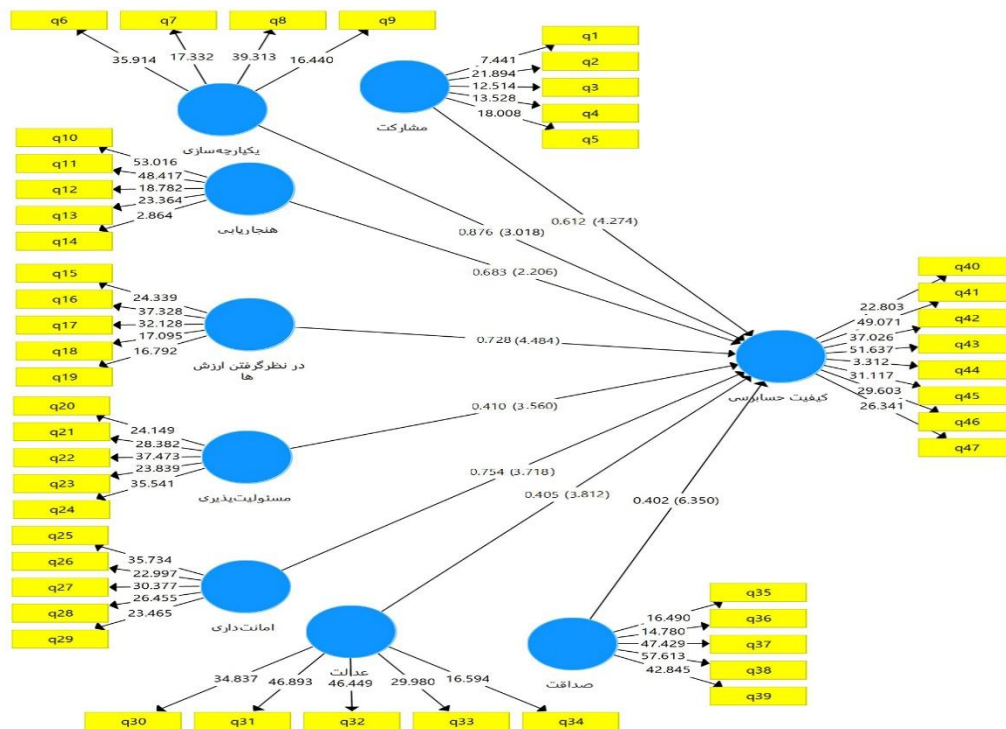 q6
q7
q8
q9
35.914
17.332
39.313
16.440
یکپارچه‌سازی
q1
q2
q3
q4
q5
7.441
21.894
12.514
13.528
18.008
مشارکت
q10
q11
q12
q13
q14
53.016
48.417
18.782
23.364
2.864
هنجاریابی
q15
q16
q17
q18
q19
24.339
37.328
32.128
17.095
16.792
در نظرگرفتن ارزش
ها
q20
q21
q22
q23
q24
24.149
28.382
37.473
23.839
35.541
مسئولیت‌پذیری
q25
q26
q27
q28
q29
35.734
22.997
30.377
26.455
23.465
امانت‌داری
عدالت
34.837
46.893
46.449
29.980
16.594
q30
q31
q32
q33
q34
صداقت
16.490
14.780
47.429
57.613
42.845
q35
q36
q37
q38
q39
0.612 (4.274)
0.876 (3.018)
0.683 (2.206)
0.728 (4.484)
0.410 (3.560)
0.754 (3.718)
0.405 (3.812)
0.402 (6.350)
کیفیت حسابرسی
22.803
49.071
37.026
51.637
3.312
31.117
29.603
26.341
q40
q41
q42
q43
q44
q45
q46
q47